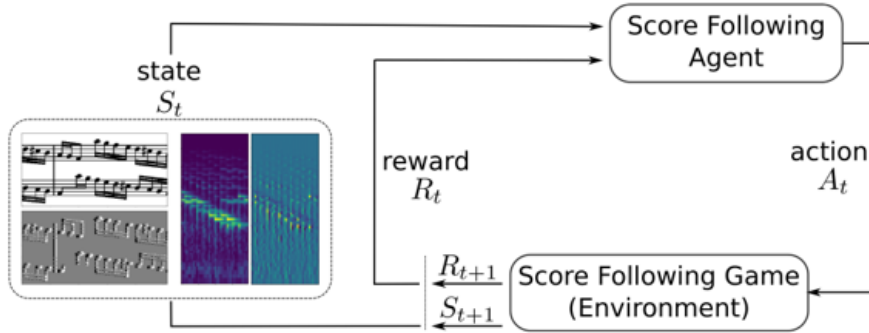 Score Following
Agent
state
S_t
reward
R_t
action
A_t
R_{t+1}
S_{t+1}
Score Following Game
(Environment)